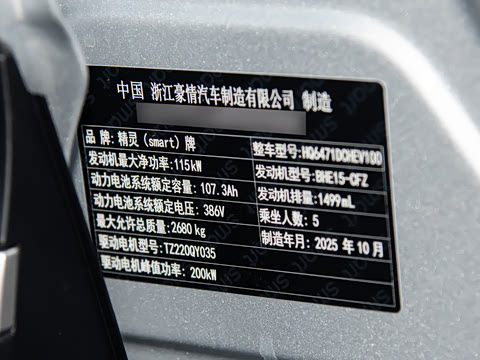 中国 浙江豪情汽车制造有限公司 制造
品 牌: 精灵 (smart) 牌 整车型号: HQ6471DCHEV10D
发动机最大净功率: 115kW 发动机型号: BHE15-CFZ
动力电池系统额定容量: 107.3Ah 发动机排量: 1499mL
动力电池系统额定电压: 386V 乘坐人数: 5
最大允许总质量: 2680 kg 制造年月: 2025 年 10 月
驱动电机型号: TZ220QY035
驱动电机峰值功率: 200kW